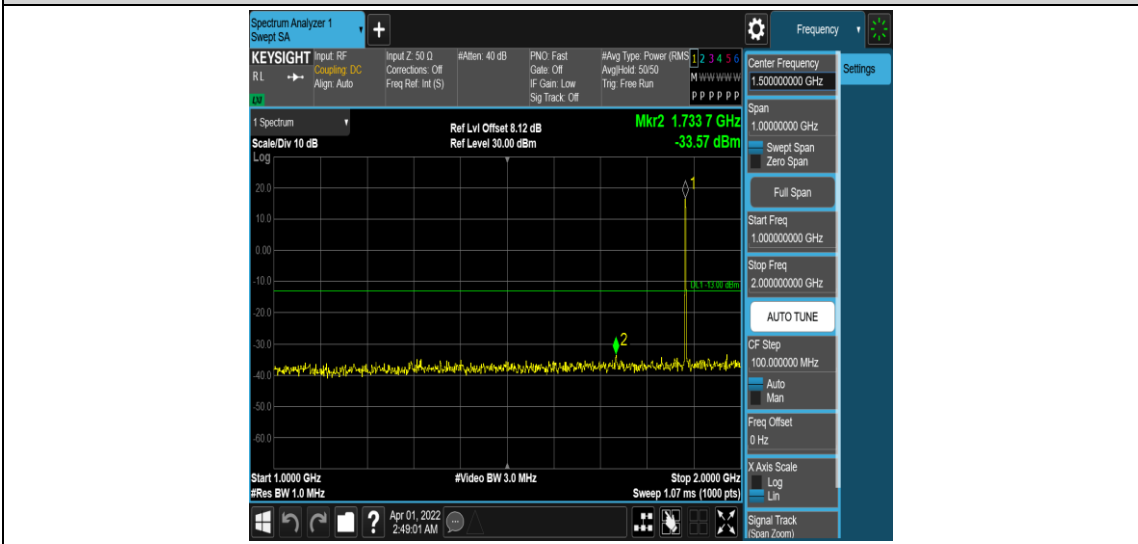 Spectrum Analyzer 1
Swept SA
Frequency
KEYSIGHT
RL
Input: RF
Coupling: DC
Align: Auto
Input Z: 50 Ω
Corrections: Off
Freq Ref: Int (S)
#Atten: 40 dB
PNO: Fast
Gate: Off
IF Gain: Low
Sig Track: Off
#Avg Type: Power (RMS
Avg|Hold: 50/50
Trig: Free Run
1 2 3 4 5 6
M W W W W W
P P P P P P
LXI
1 Spectrum
Scale/Div 10 dB
Log
Ref Lvl Offset 8.12 dB
Ref Level 30.00 dBm
Mkr2 1.733 7 GHz
-33.57 dBm
20.0
10.0
0.00
-10.0
-20.0
-30.0
-40.0
-50.0
-60.0
1
2
DL1 -13.00 dBm
Start 1.0000 GHz
#Res BW 1.0 MHz
#Video BW 3.0 MHz
Stop 2.0000 GHz
Sweep 1.07 ms (1000 pts)
Center Frequency
1.500000000 GHz
Settings
Span
1.00000000 GHz
Swept Span
Zero Span
Full Span
Start Freq
1.000000000 GHz
Stop Freq
2.000000000 GHz
AUTO TUNE
CF Step
100.000000 MHz
Auto
Man
Freq Offset
0 Hz
X Axis Scale
Log
Lin
Signal Track
(Span Zoom)
?
Apr 01, 2022
2:49:01 AM